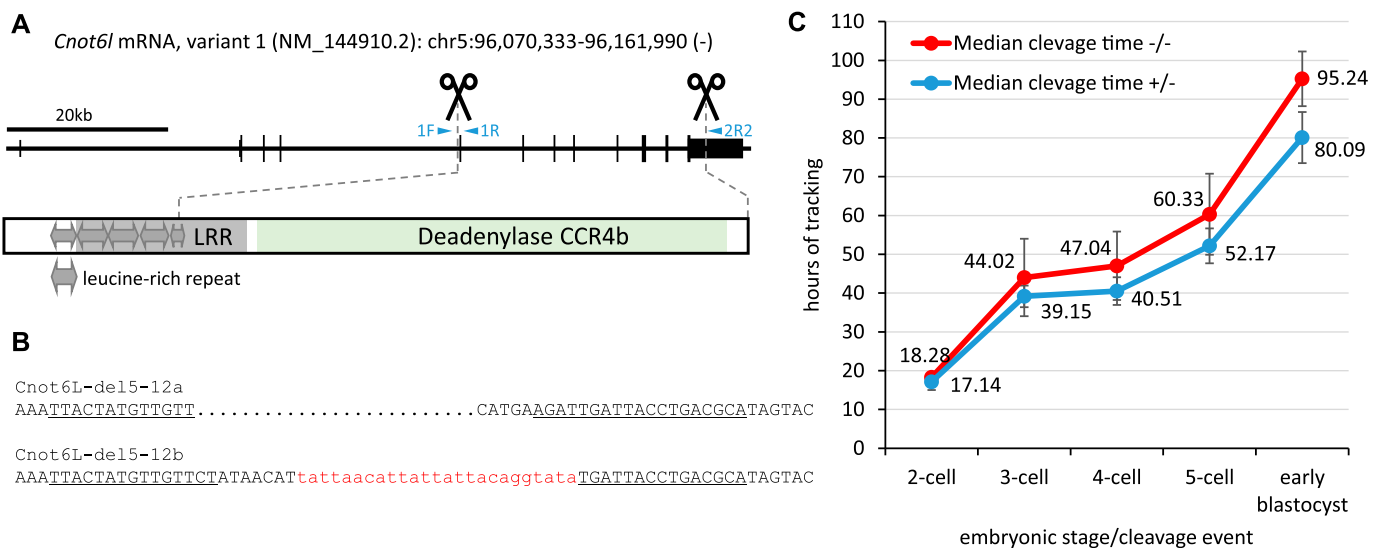 A
Cnot6l mRNA, variant 1 (NM_144910.2): chr5:96,070,333-96,161,990 (-)
20kb
1F
1R
2R2
LRR
Deadenylase CCR4b
leucine-rich repeat
B
Cnot6L-del5-12a
AAATTACTATGTTGTT.........................CATGAAGATTGATTACCTGACGCATAGTAC
Cnot6L-del5-12b
AAATTACTATGTTGTTCTATAACATtattaacattattattacaggtataTGATTACCTGACGCATAGTAC
C
Median clevage time -/-
Median clevage time +/-
hours of tracking
110
100
90
80
70
60
50
40
30
20
10
0
18.28
17.14
44.02
39.15
47.04
40.51
60.33
52.17
95.24
80.09
2-cell
3-cell
4-cell
5-cell
early
blastocyst
embryonic stage/cleavage event